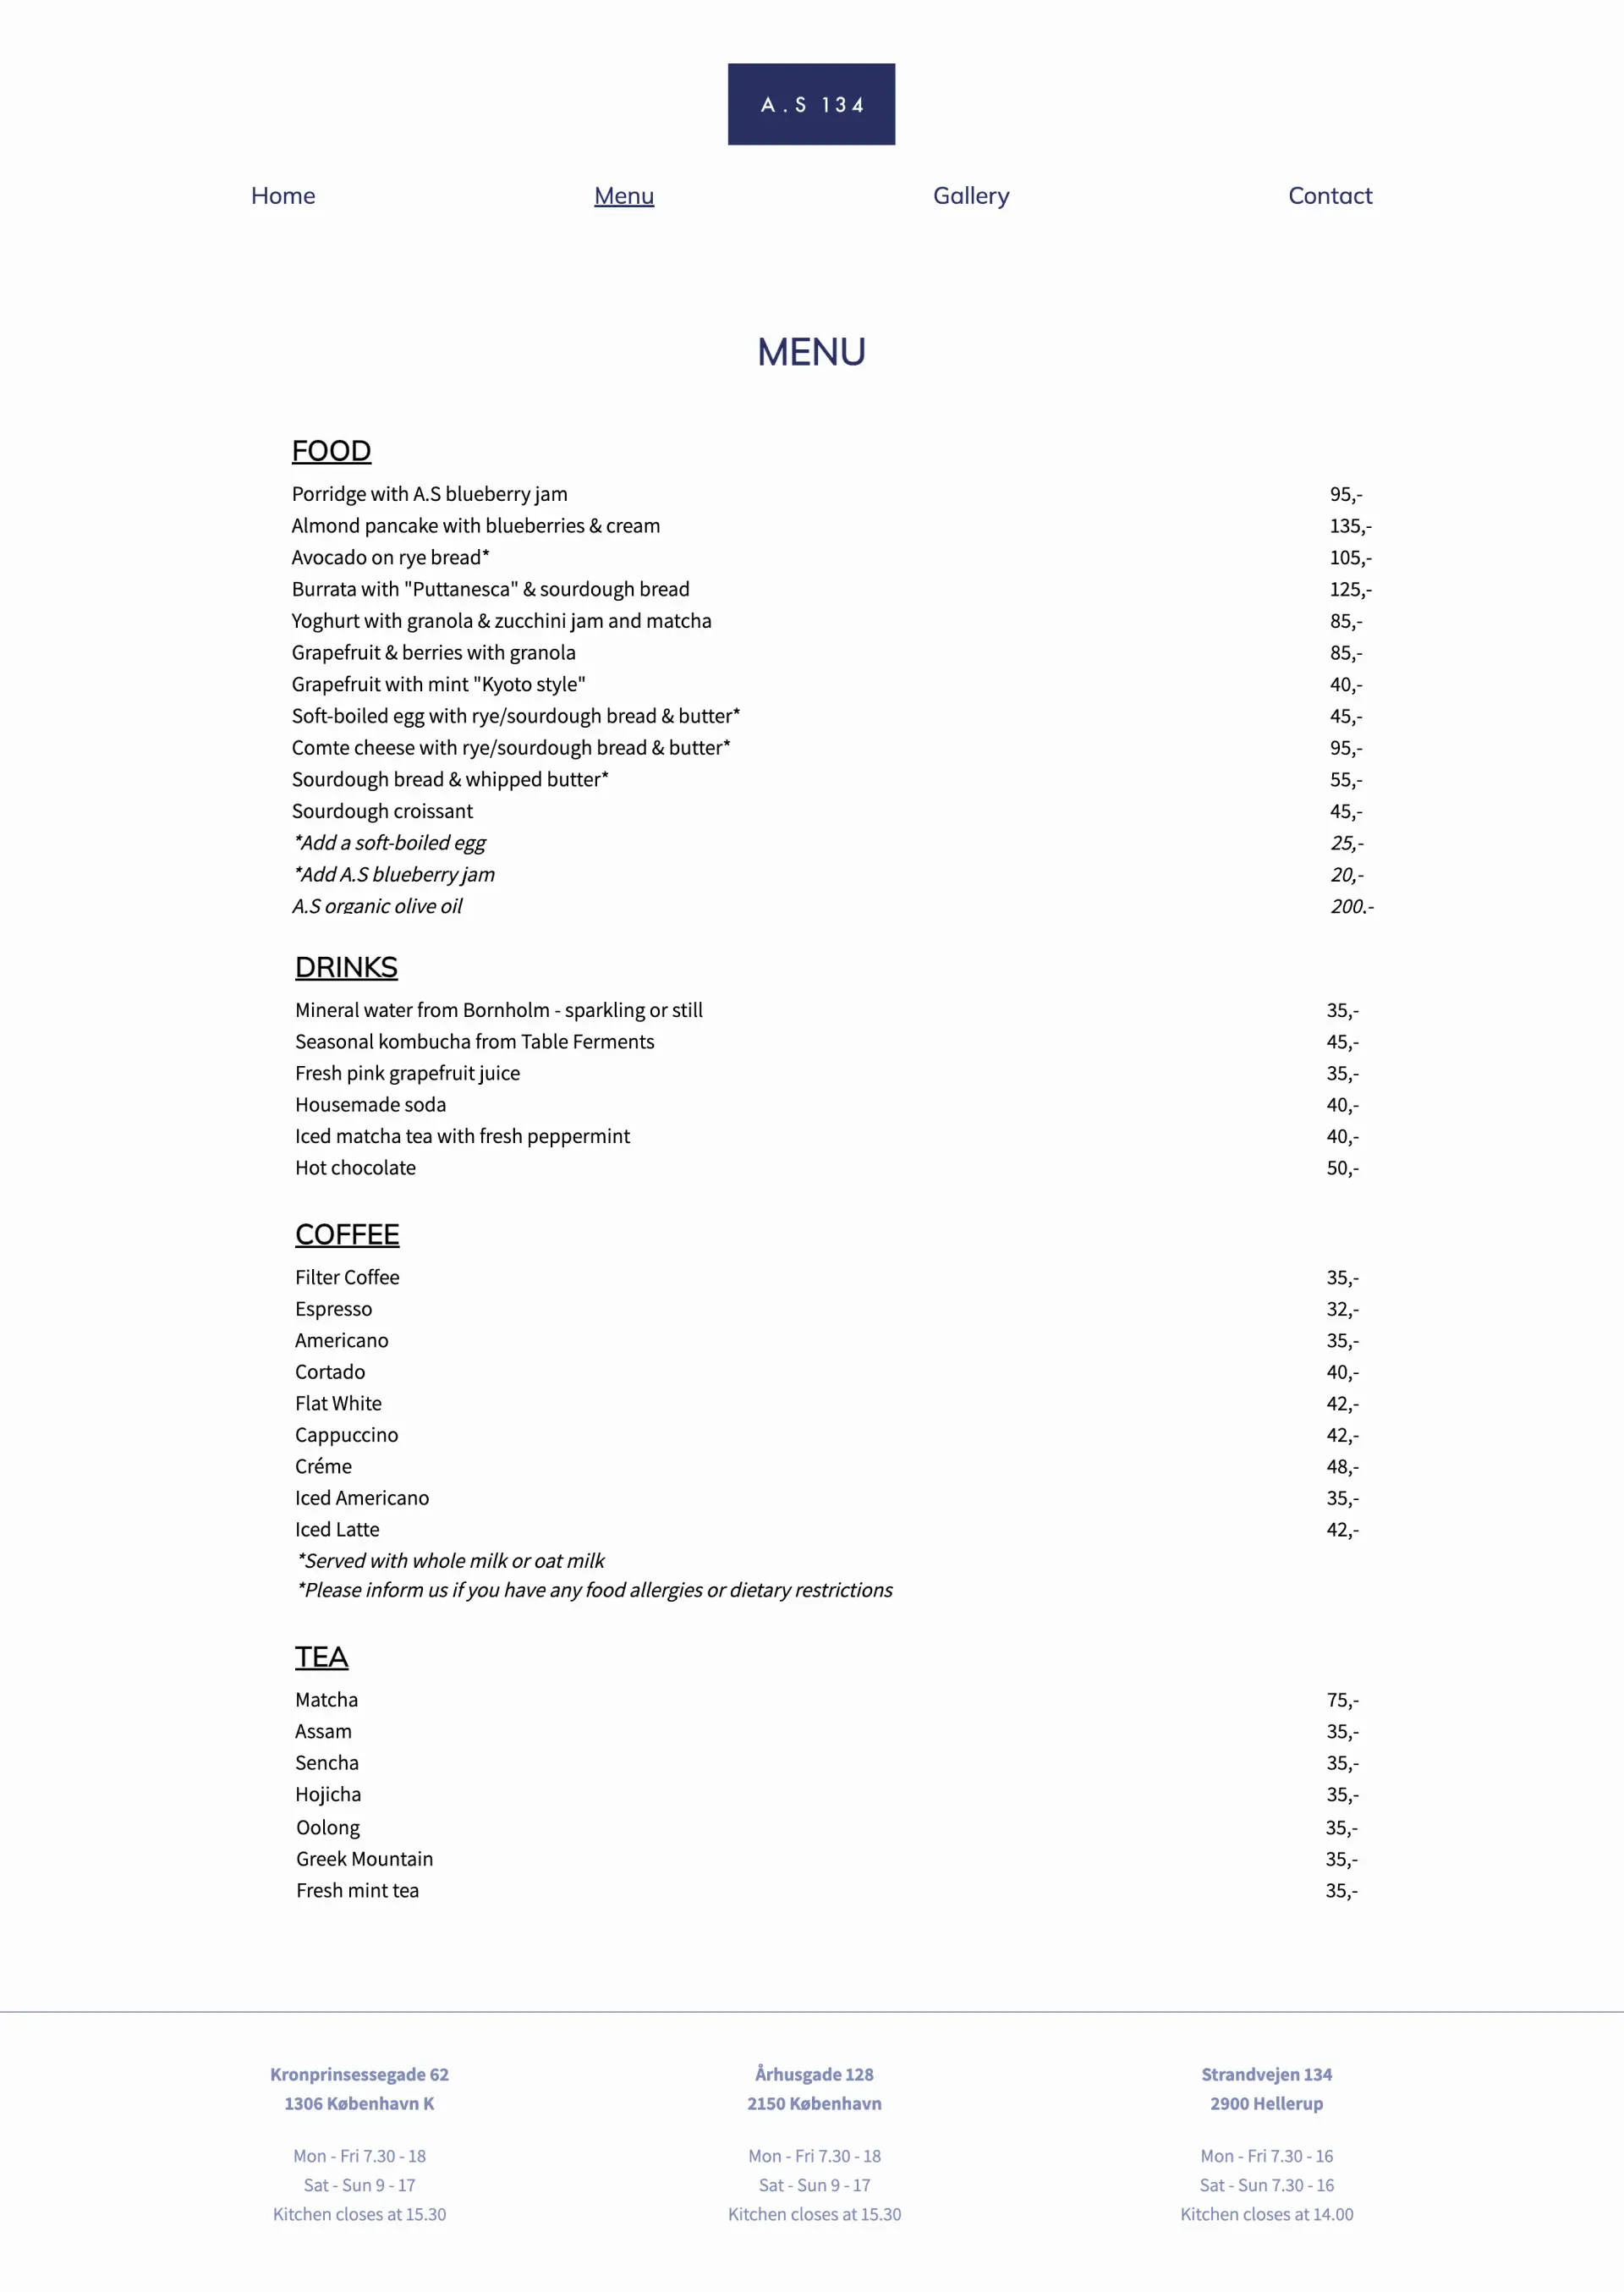 A.S 134
Home Menu Gallery Contact
MENU
FOOD
Porridge with A.S blueberry jam 95,-
Almond pancake with blueberries & cream 135,-
Avocado on rye bread* 105,-
Burrata with "Puttanesca" & sourdough bread 125,-
Yoghurt with granola & zucchini jam and matcha 85,-
Grapefruit & berries with granola 85,-
Grapefruit with mint "Kyoto style" 40,-
Soft-boiled egg with rye/sourdough bread & butter* 45,-
Comte cheese with rye/sourdough bread & butter* 95,-
Sourdough bread & whipped butter* 55,-
Sourdough croissant 45,-
*Add a soft-boiled egg 25,-
*Add A.S blueberry jam 20,-
A.S organic olive oil 200.-
DRINKS
Mineral water from Bornholm - sparkling or still 35,-
Seasonal kombucha from Table Ferments 45,-
Fresh pink grapefruit juice 35,-
Housemade soda 40,-
Iced matcha tea with fresh peppermint 40,-
Hot chocolate 50,-
COFFEE
Filter Coffee 35,-
Espresso 32,-
Americano 35,-
Cortado 40,-
Flat White 42,-
Cappuccino 42,-
Créme 48,-
Iced Americano 35,-
Iced Latte 42,-
*Served with whole milk or oat milk
*Please inform us if you have any food allergies or dietary restrictions
TEA
Matcha 75,-
Assam 35,-
Sencha 35,-
Hojicha 35,-
Oolong 35,-
Greek Mountain 35,-
Fresh mint tea 35,-
Kronprinsessegade 62
1306 København K
Mon - Fri 7.30 - 18
Sat - Sun 9 - 17
Kitchen closes at 15.30
Århusgade 128
2150 København
Mon - Fri 7.30 - 18
Sat - Sun 9 - 17
Kitchen closes at 15.30
Strandvejen 134
2900 Hellerup
Mon - Fri 7.30 - 16
Sat - Sun 7.30 - 16
Kitchen closes at 14.00